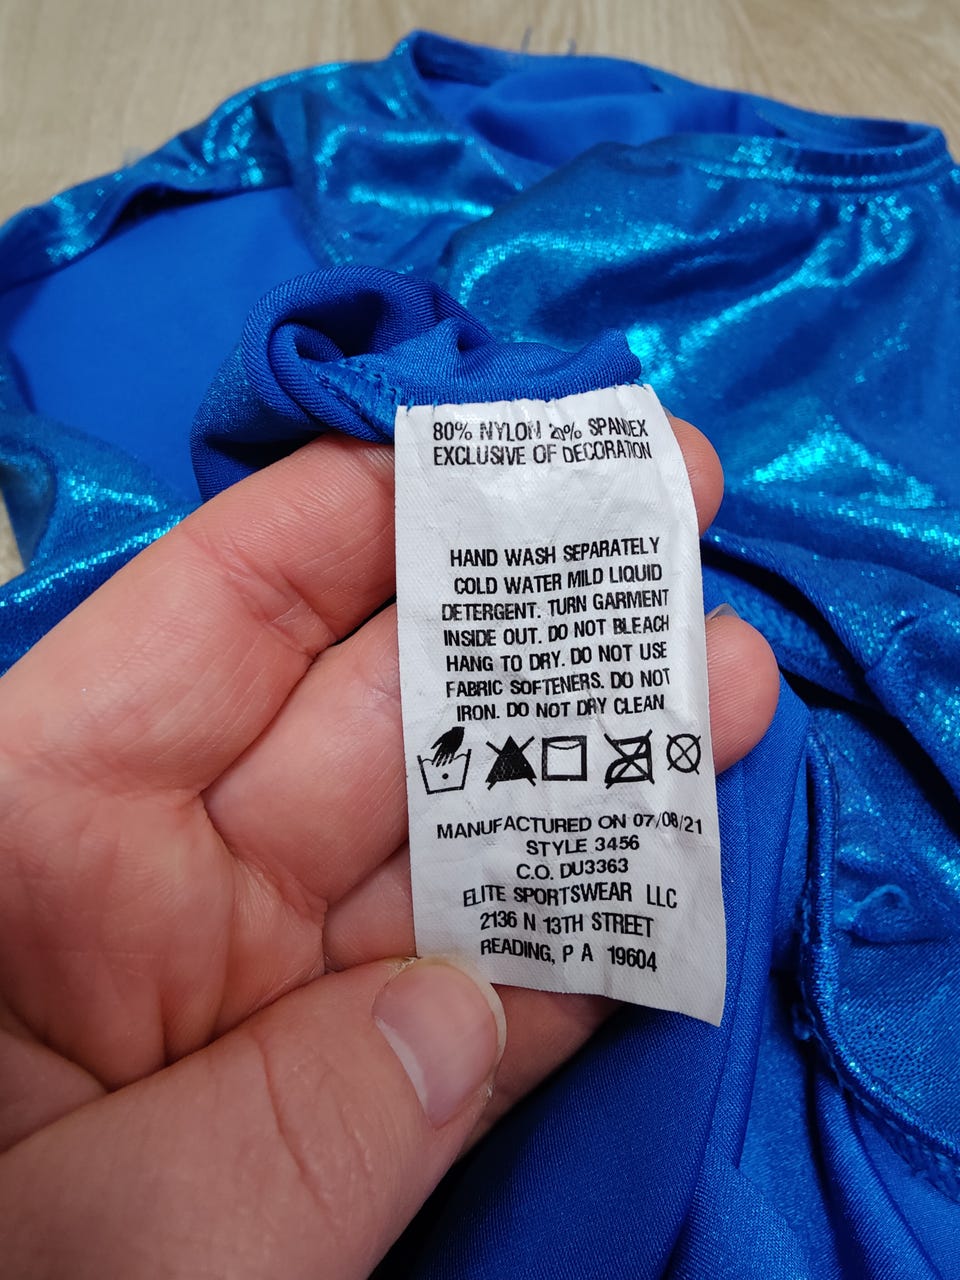 80% NYLON 20% SPANDEX
EXCLUSIVE OF DECORATION
HAND WASH SEPARATELY
COLD WATER MILD LIQUID
DETERGENT. TURN GARMENT
INSIDE OUT. DO NOT BLEACH
HANG TO DRY. DO NOT USE
FABRIC SOFTENERS. DO NOT
IRON. DO NOT DRY CLEAN
MANUFACTURED ON 07/08/21
STYLE 3456
C.O. DU3363
ELITE SPORTSWEAR LLC
2136 N 13TH STREET
READING, P A 19604